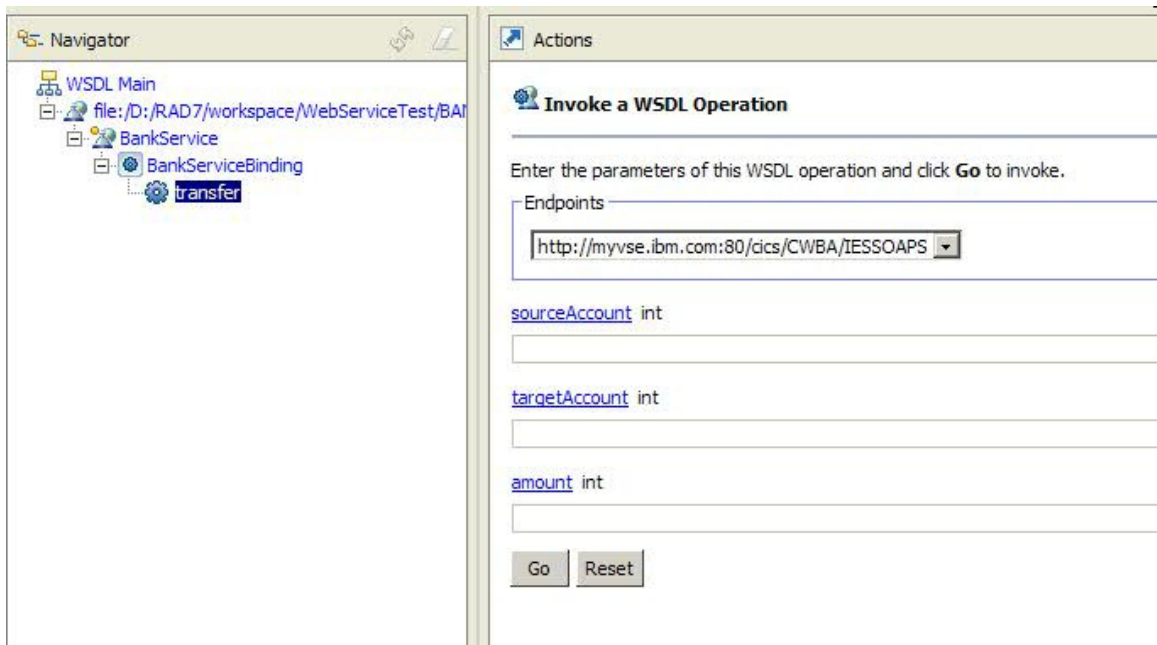 Navigator
WSDL Main
file:/D:/RAD7/workspace/WebServiceTest/BAN
BankService
BankServiceBinding
transfer
Actions
Invoke a WSDL Operation
Enter the parameters of this WSDL operation and click Go to invoke.
Endpoints
http://myvse.ibm.com:80/cics/CWBA/IESSOAPS
sourceAccount int
targetAccount int
amount int
Go Reset